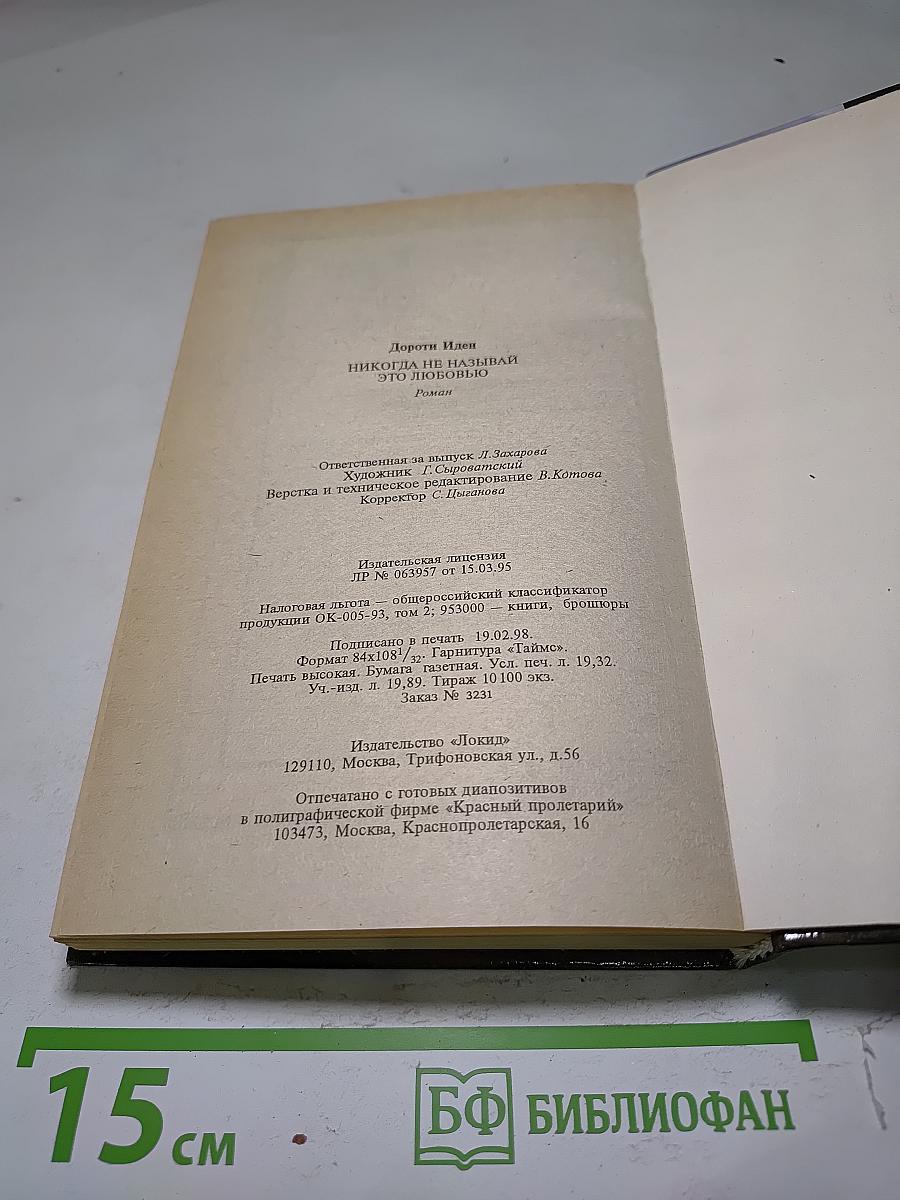 Дороти Иден
НИКОГДА НЕ НАЗЫВАЙ
ЭТО ЛЮБОВЬЮ
Роман
Ответственная за выпуск Л.Захарова
Художник Г.Сыроватский
Верстка и техническое редактирование В.Котова
Корректор С.Цыганова
Издательская лицензия
ЛР № 063957 от 15.03.95
Налоговая льгота — общероссийский классификатор
продукции ОК-005-93, том 2; 953000 — книги, брошюры
Подписано в печать 19.02.98.
Формат 84х108 1/32. Гарнитура «Таймс».
Печать высокая. Бумага газетная. Усл. печ. л. 19,32.
Уч.-изд. л. 19,89. Тираж 10 100 экз.
Заказ № 3231
Издательство «Локид»
129110, Москва, Трифоновская ул., д.56
Отпечатано с готовых диапозитивов
в полиграфической фирме «Красный пролетарий»
103473, Москва, Краснопролетарская, 16
15 см
БФ БИБЛИОФАН